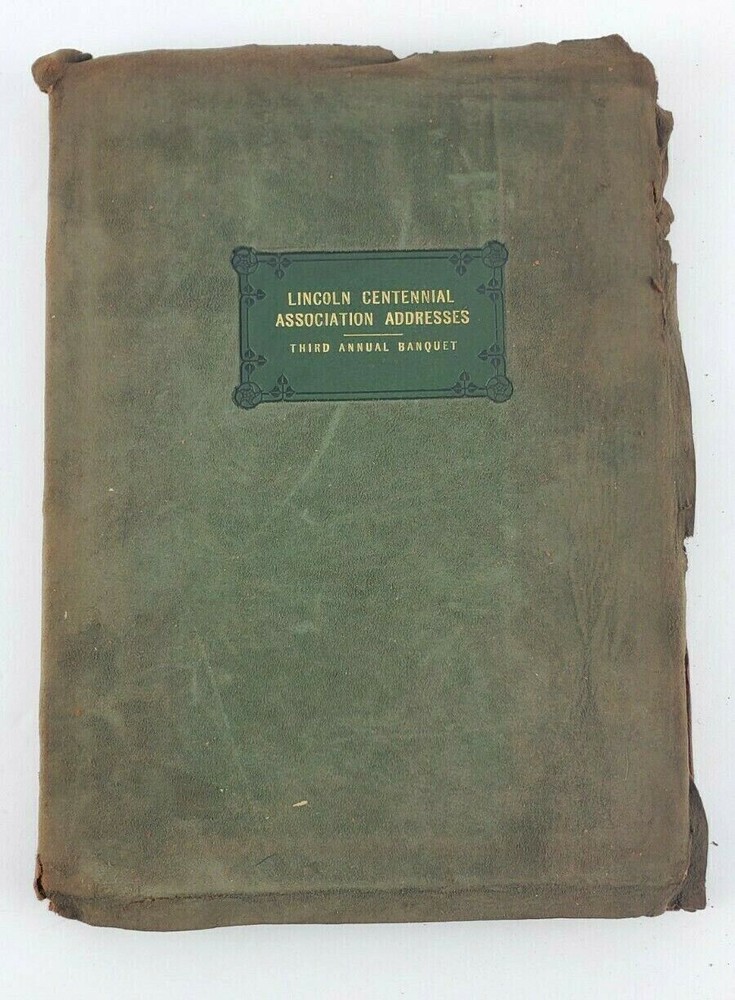 LINCOLN CENTENNIAL
ASSOCIATION ADDRESSES
THIRD ANNUAL BANQUET